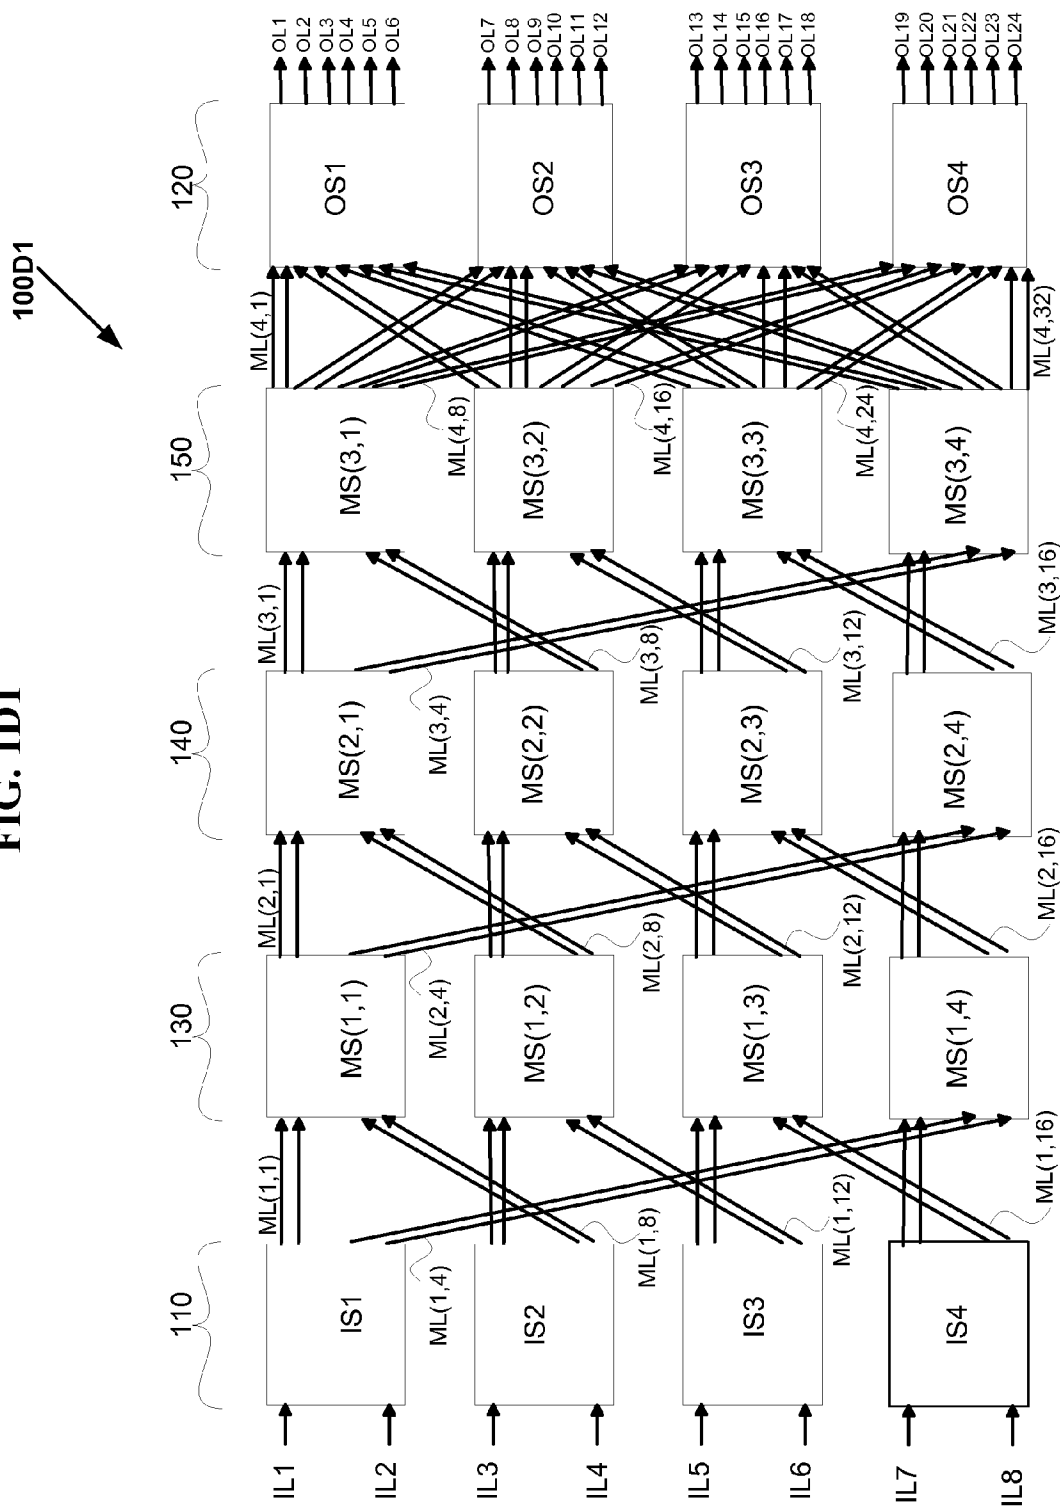 FIG. 1D1
100D1
110
130
140
150
120
IL1
IL2
IL3
IL4
IL5
IL6
IL7
IL8
IS1
IS2
IS3
IS4
ML(1,1)
ML(1,4)
ML(1,8)
ML(1,12)
ML(1,16)
MS(1,1)
MS(1,2)
MS(1,3)
MS(1,4)
ML(2,1)
ML(2,4)
ML(2,8)
ML(2,12)
ML(2,16)
MS(2,1)
MS(2,2)
MS(2,3)
MS(2,4)
ML(3,1)
ML(3,4)
ML(3,8)
ML(3,12)
ML(3,16)
MS(3,1)
MS(3,2)
MS(3,3)
MS(3,4)
ML(4,1)
ML(4,8)
ML(4,16)
ML(4,24)
ML(4,32)
OS1
OS2
OS3
OS4
OL1
OL2
OL3
OL4
OL5
OL6
OL7
OL8
OL9
OL10
OL11
OL12
OL13
OL14
OL15
OL16
OL17
OL18
OL19
OL20
OL21
OL22
OL23
OL24